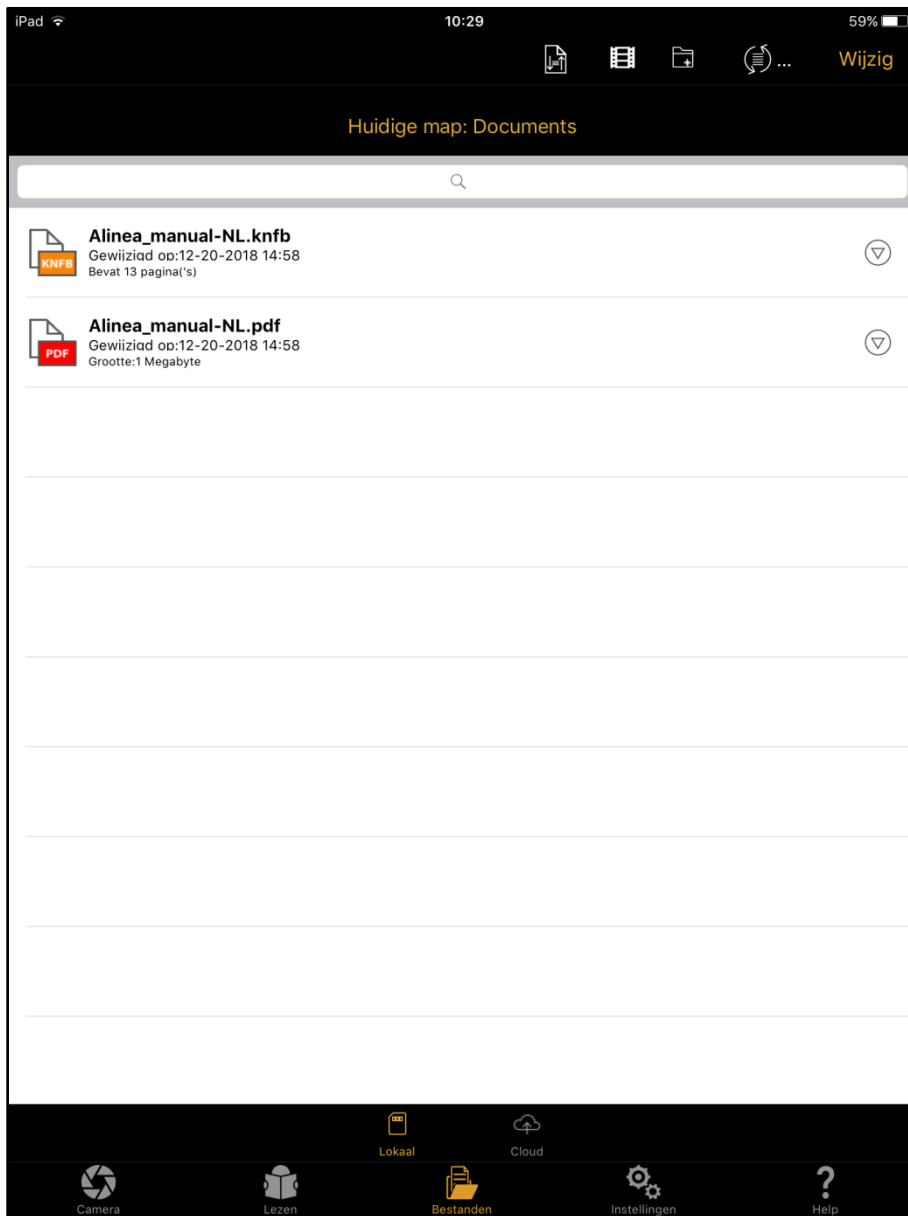 iPad 10:29 59%
... Wijzig
Huidige map: Documents
Alinea_manual-NL.knfb
KNFB
Gewijzigd op:12-20-2018 14:58
Bevat 13 pagina('s)
Alinea_manual-NL.pdf
PDF
Gewijzigd op:12-20-2018 14:58
Grootte:1 Megabyte
Lokaal Cloud
Camera Lezen Bestanden Instellingen Help